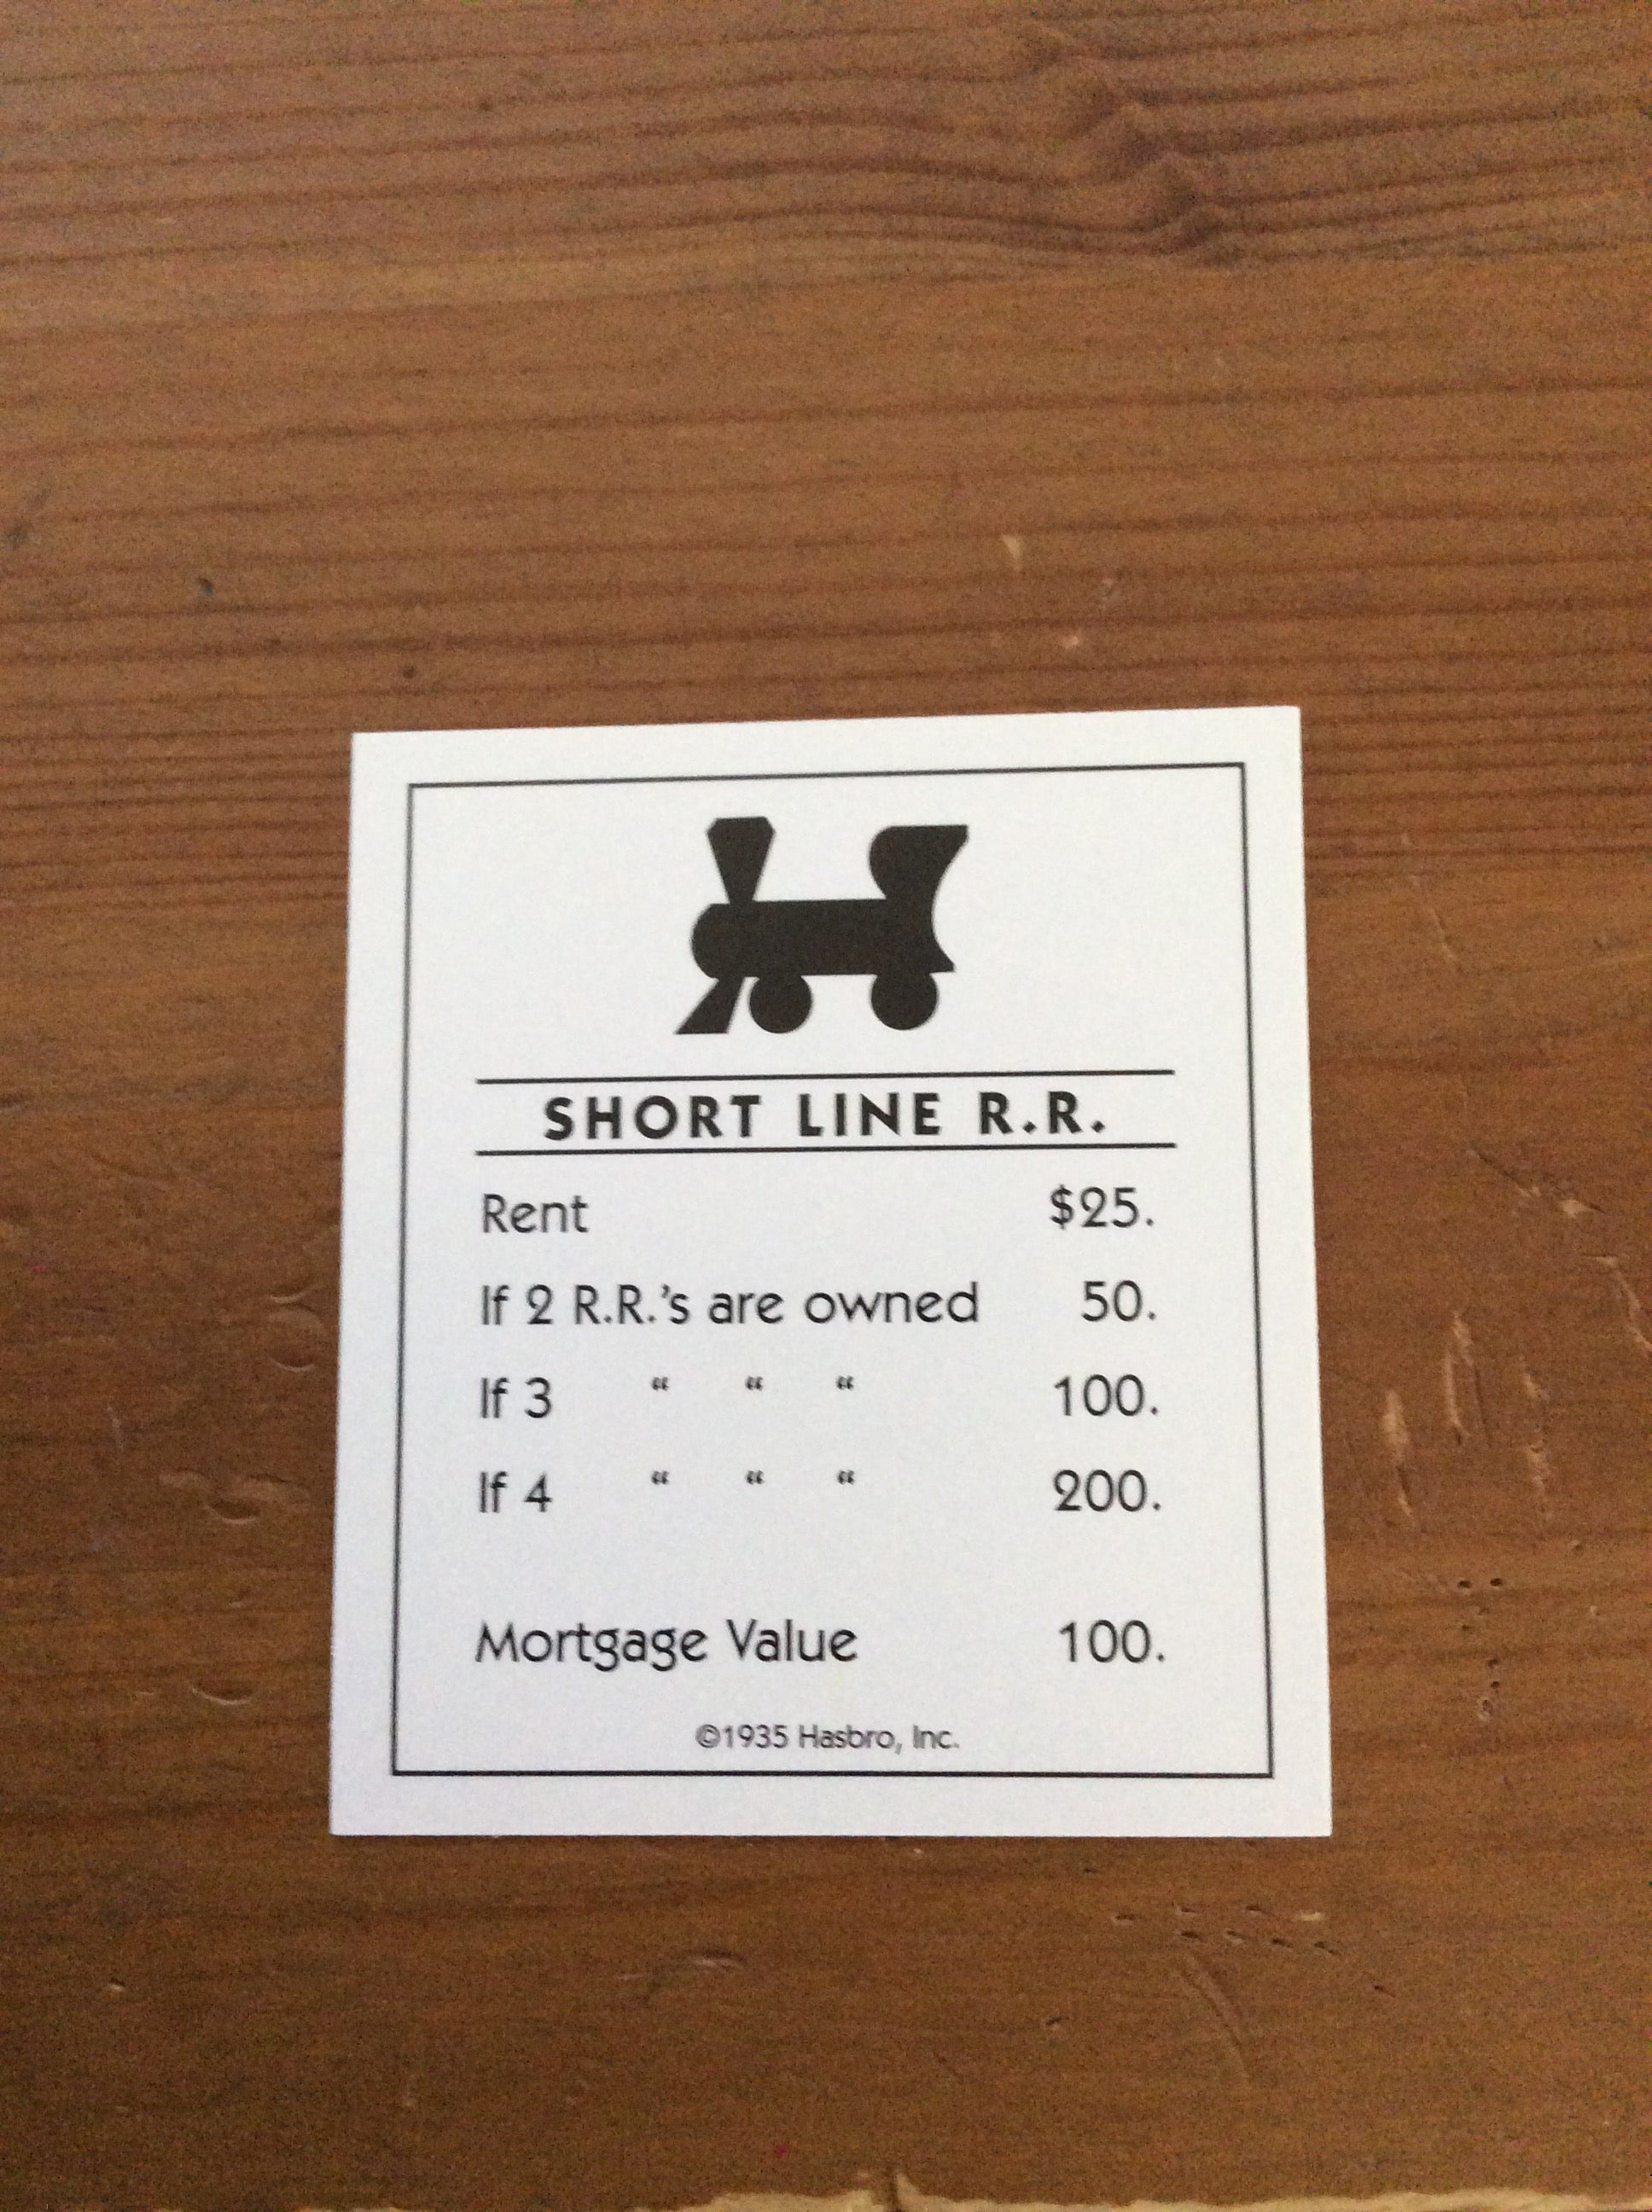 SHORT LINE R.R.
Rent $25.
If 2 R.R.'s are owned 50.
If 3 “ “ “ 100.
If 4 “ “ “ 200.
Mortgage Value 100.
©1935 Hasbro, Inc.